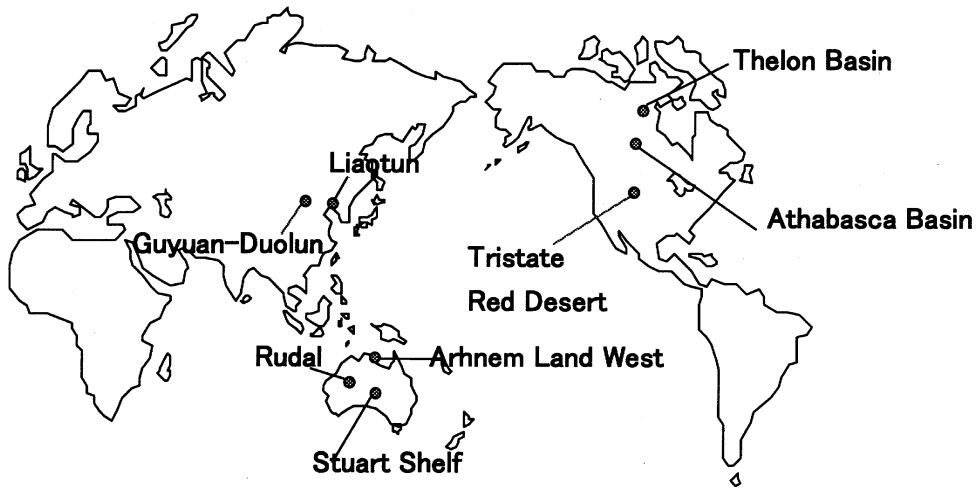 Thelon Basin
Liaotun
Athabasca Basin
Guyuan-Duolun
Tristate
Red Desert
Rudal
Arhnem Land West
Stuart Shelf